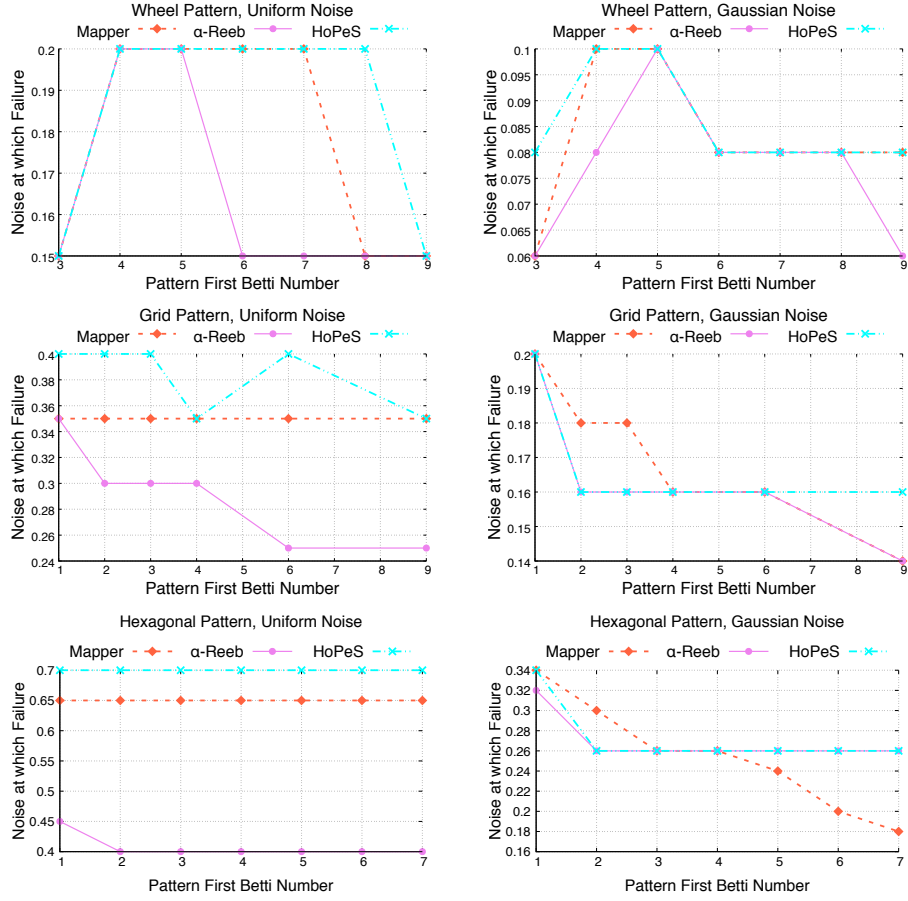 Wheel Pattern, Uniform Noise
Mapper α-Reeb HoPeS
0.2
0.19
0.18
0.17
0.16
0.15
3 4 5 6 7 8 9
Noise at which Failure
Pattern First Betti Number
Wheel Pattern, Gaussian Noise
Mapper α-Reeb HoPeS
0.1
0.095
0.09
0.085
0.08
0.075
0.07
0.065
0.06
3 4 5 6 7 8 9
Noise at which Failure
Pattern First Betti Number
Grid Pattern, Uniform Noise
Mapper α-Reeb HoPeS
0.4
0.38
0.36
0.34
0.32
0.3
0.28
0.26
0.24
1 2 3 4 5 6 7 8 9
Noise at which Failure
Pattern First Betti Number
Grid Pattern, Gaussian Noise
Mapper α-Reeb HoPeS
0.2
0.19
0.18
0.17
0.16
0.15
0.14
1 2 3 4 5 6 7 8 9
Noise at which Failure
Pattern First Betti Number
Hexagonal Pattern, Uniform Noise
Mapper α-Reeb HoPeS
0.7
0.65
0.6
0.55
0.5
0.45
0.4
1 2 3 4 5 6 7
Noise at which Failure
Pattern First Betti Number
Hexagonal Pattern, Gaussian Noise
Mapper α-Reeb HoPeS
0.34
0.32
0.3
0.28
0.26
0.24
0.22
0.2
0.18
0.16
1 2 3 4 5 6 7
Noise at which Failure
Pattern First Betti Number